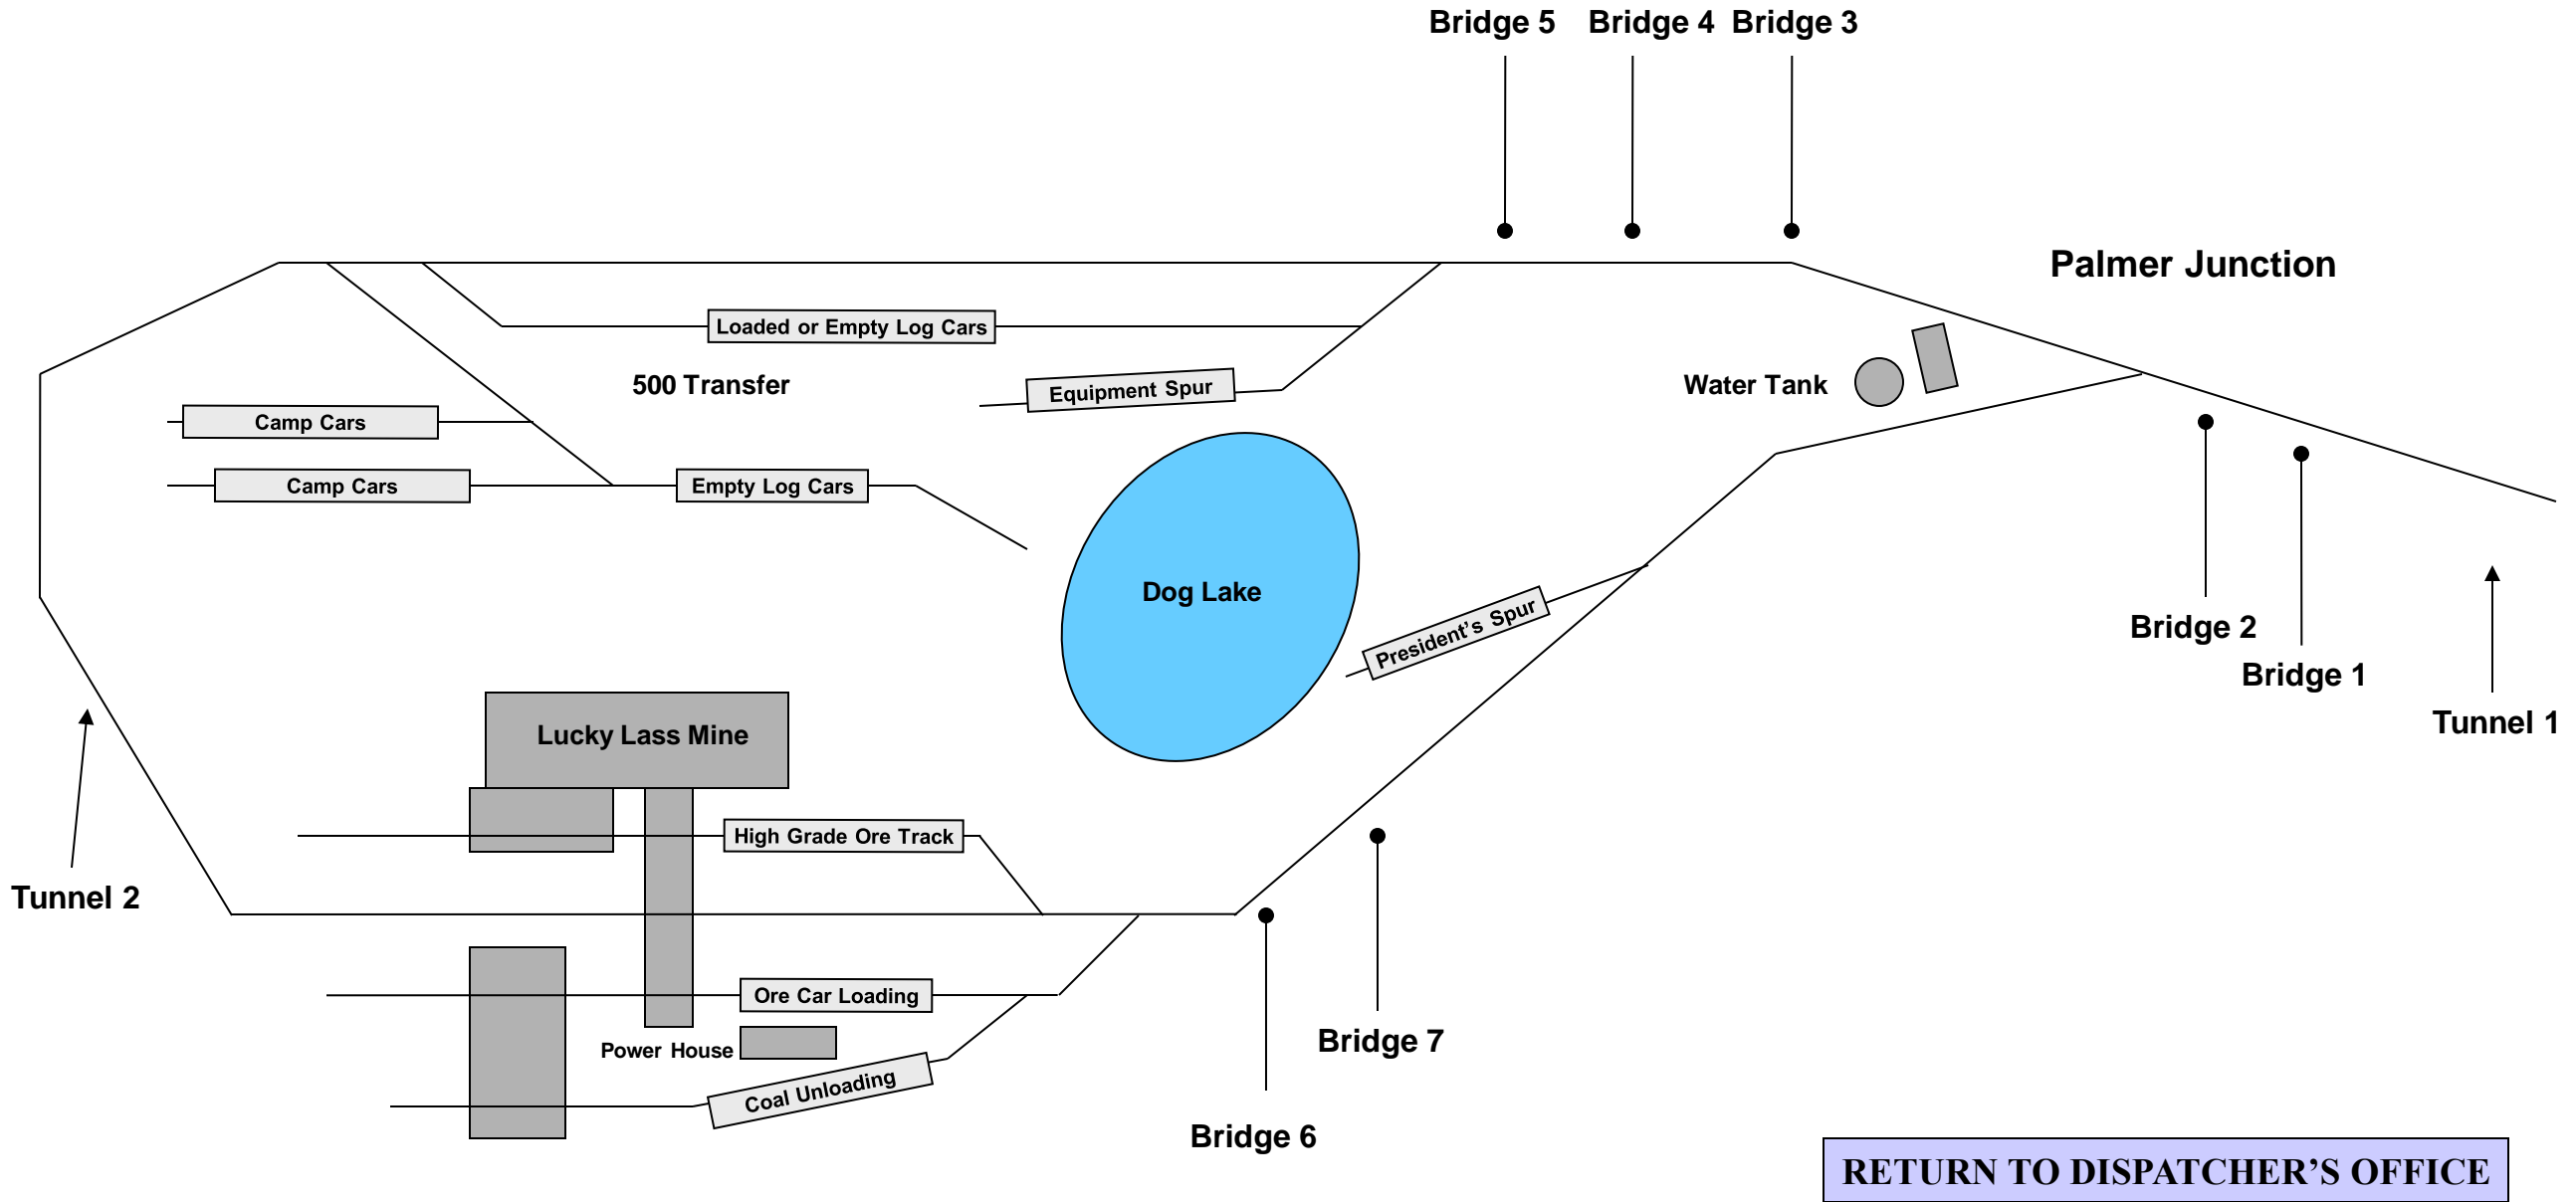 Bridge 5
Bridge 4
Bridge 3
Palmer Junction
Loaded or Empty Log Cars
500 Transfer
Equipment Spur
Water Tank
Camp Cars
Camp Cars
Empty Log Cars
Dog Lake
President’s Spur
Bridge 2
Bridge 1
Tunnel 1
Lucky Lass Mine
High Grade Ore Track
Tunnel 2
Ore Car Loading
Power House
Coal Unloading
Bridge 7
Bridge 6
RETURN TO DISPATCHER’S OFFICE